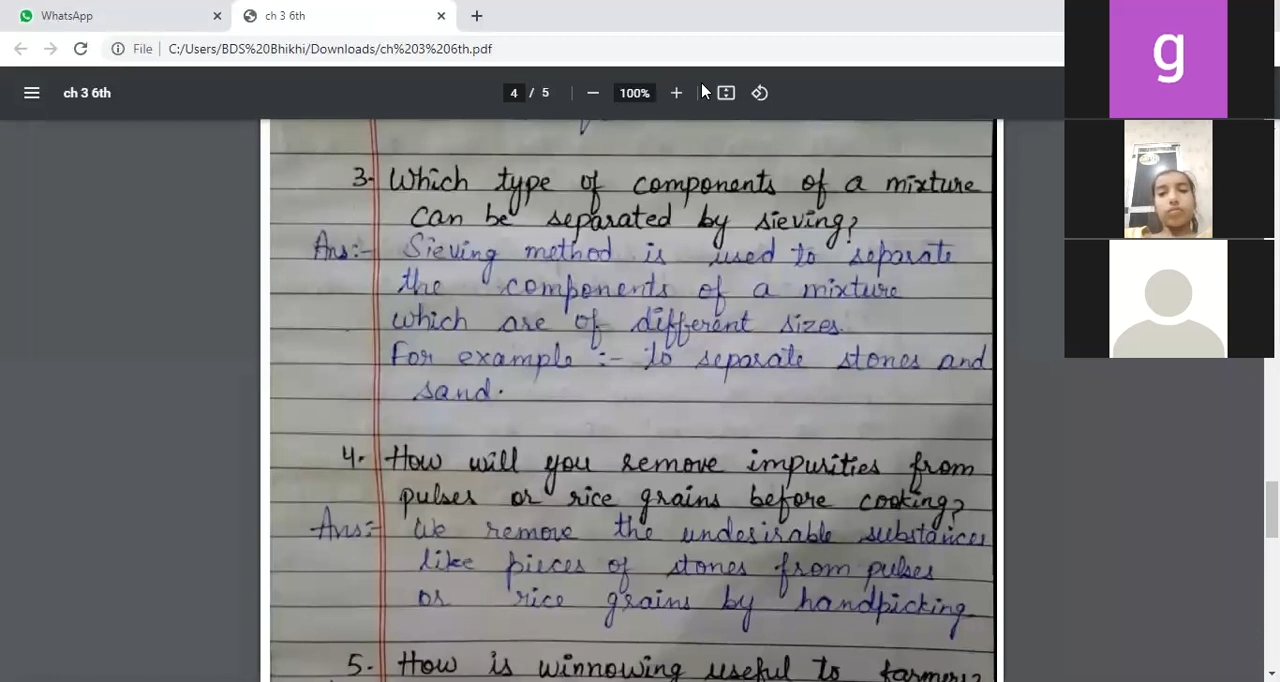 WhatsApp
ch 3 6th
File
C:/Users/BDS%20Bhikhi/Downloads/ch%203%206th.pdf
ch 3 6th
4 / 5
100%
g
3. Which type of components of a mixture
can be separated by sieving?
Ans:- Sieving method is used to separate
the components of a mixture
which are of different sizes.
For example :- to separate stones and
sand.
4. How will you remove impurities from
pulses or rice grains before cooking?
Ans:- We remove the undesirable substances
like pieces of stones from pulses
or rice grains by handpicking
5. How is winnowing useful to farmers?